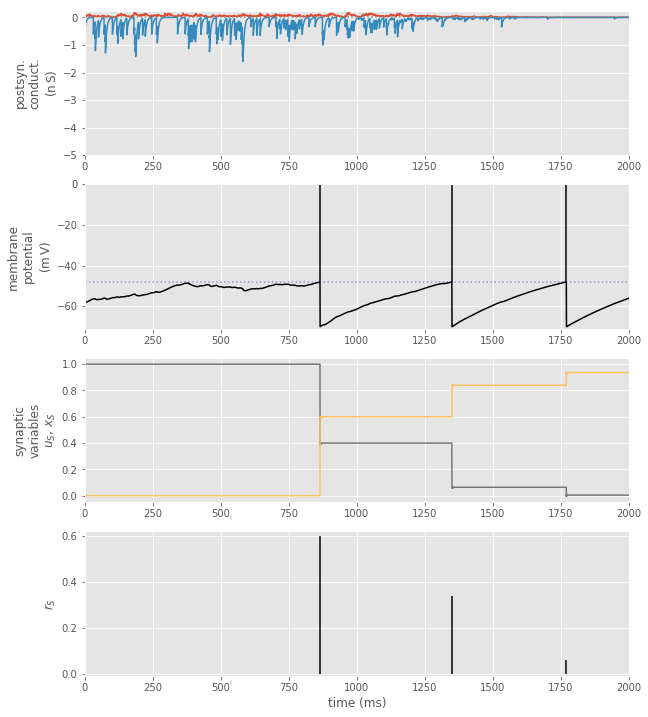 postsyn.
conduct.
(n S)
0
−1
−2
−3
−4
−5
0 250 500 750 1000 1250 1500 1750 2000
membrane
potential
(m V)
0
−20
−40
−60
0 250 500 750 1000 1250 1500 1750 2000
synaptic
variables
u_S, x_S
1.0
0.8
0.6
0.4
0.2
0.0
0 250 500 750 1000 1250 1500 1750 2000
r_S
0.6
0.4
0.2
0.0
0 250 500 750 1000 1250 1500 1750 2000
time (ms)